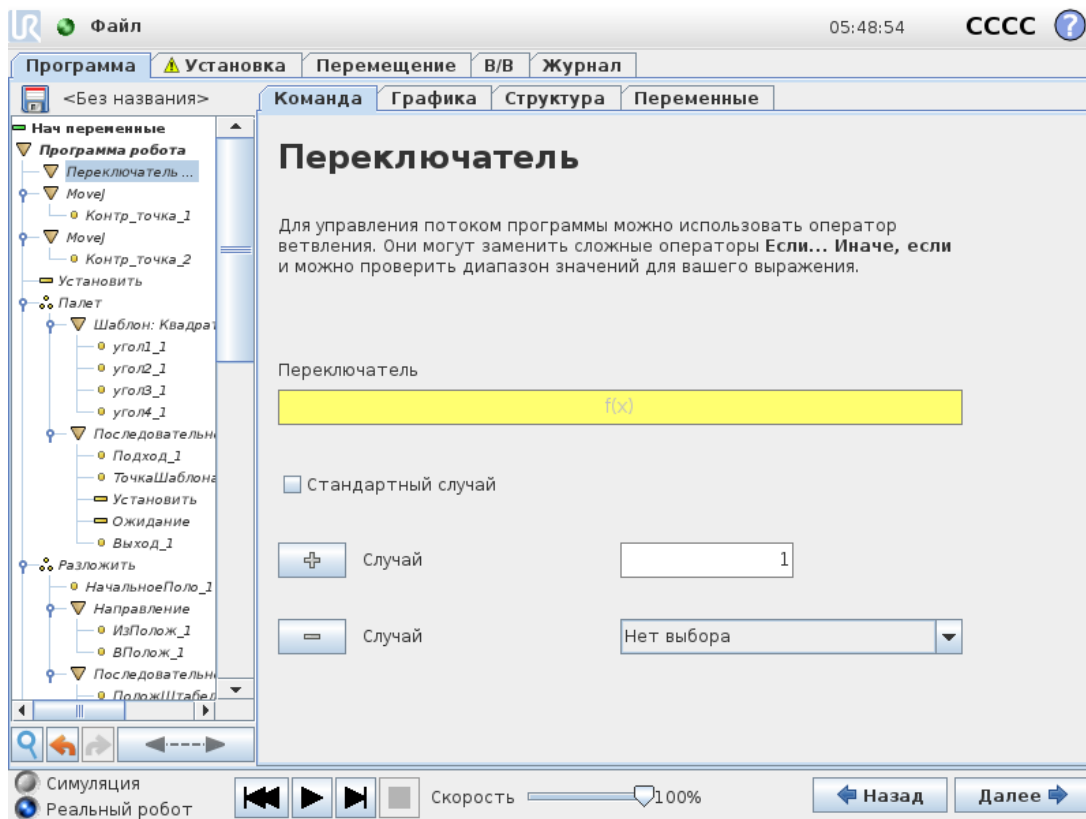 UR Файл 05:48:54 CCCC ?
Программа Установка Перемещение В/В Журнал
<Без названия>
Команда Графика Структура Переменные
Нач переменные
Программа робота
Переключатель ...
MoveJ
Контр_точка_1
MoveJ
Контр_точка_2
Установить
Палет
Шаблон: Квадрат
угол1_1
угол2_1
угол3_1
угол4_1
Последовательн
Подход_1
ТочкаШаблона
Установить
Ожидание
Выход_1
Разложить
НачальноеПоло_1
Направление
ИзПолож_1
ВПолож_1
Последовательн
ПоложШтабел
Переключатель
Для управления потоком программы можно использовать оператор
ветвления. Они могут заменить сложные операторы Если... Иначе, если
и можно проверить диапазон значений для вашего выражения.
Переключатель
f(x)
Стандартный случай
Случай 1
Случай Нет выбора
Симуляция
Реальный робот
Скорость 100%
Назад Далее